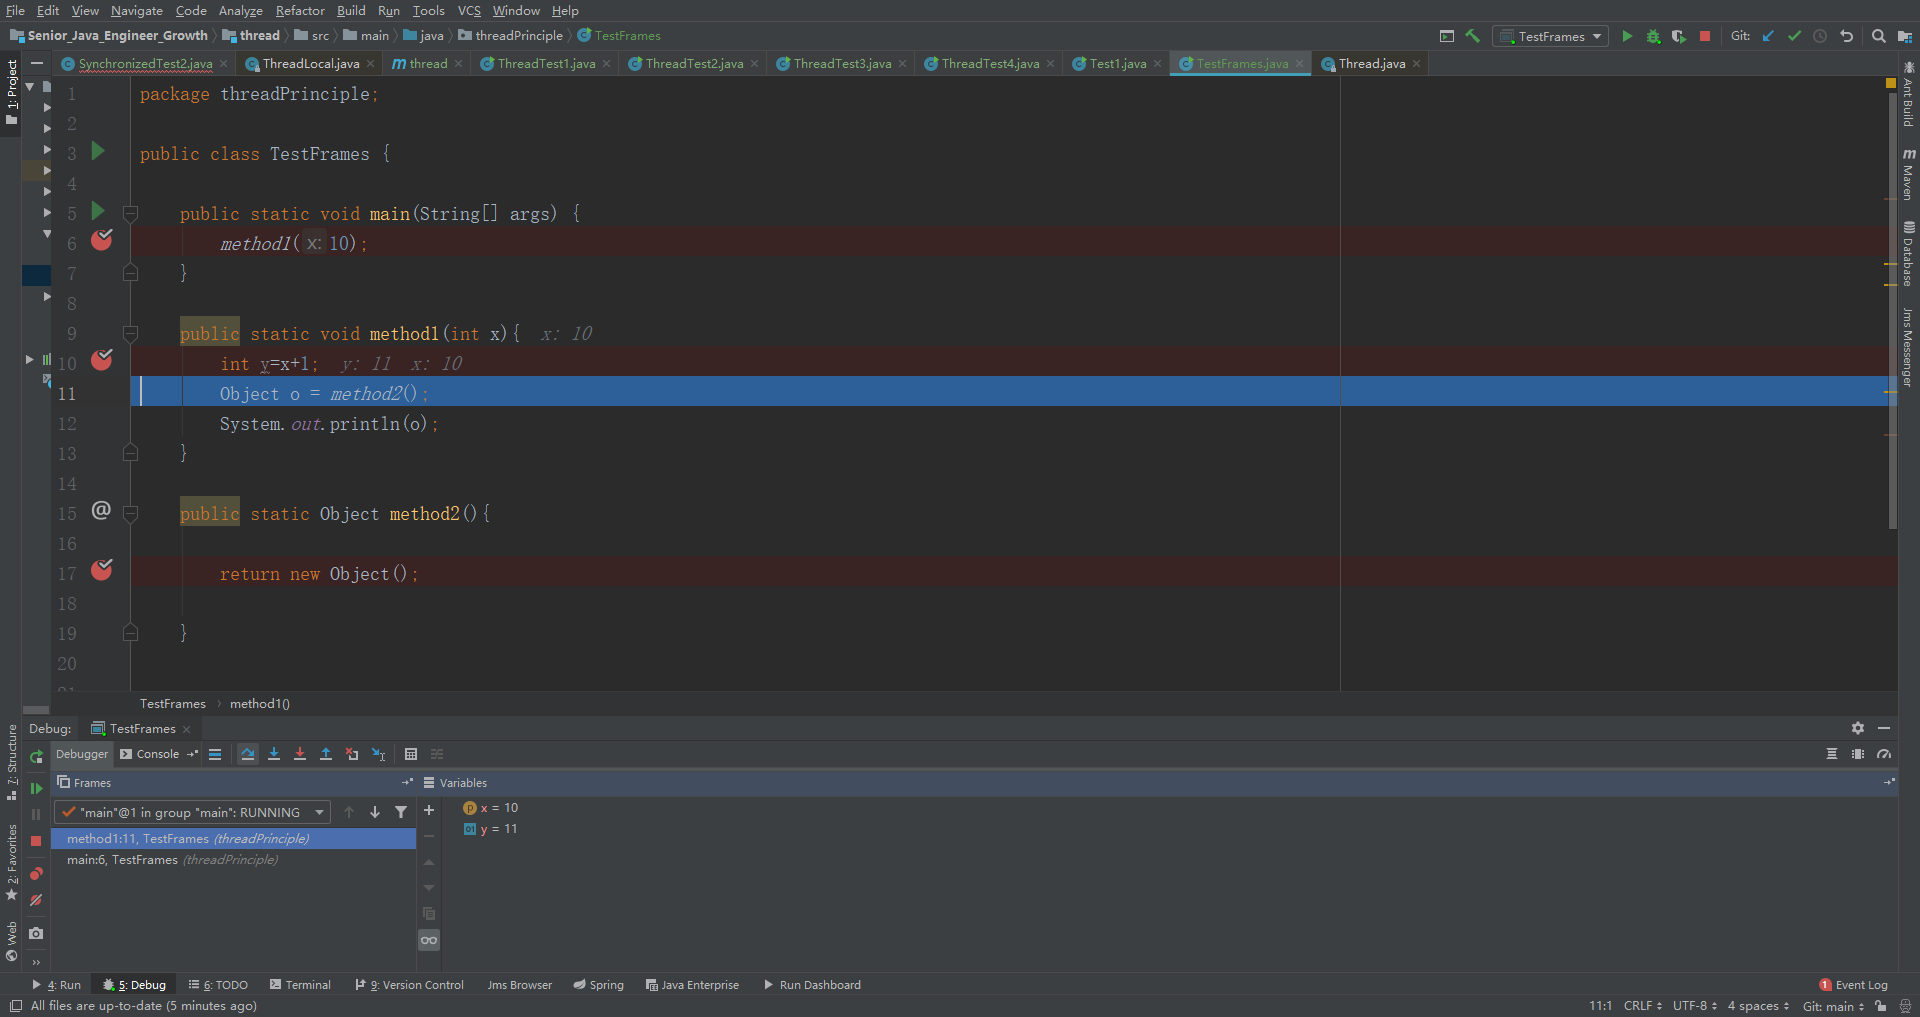 File Edit View Navigate Code Analyze Refactor Build Run Tools VCS Window Help
Senior_Java_Engineer_Growth thread src main java threadPrinciple TestFrames TestFrames Git:
SynchronizedTest2.java ThreadLocal.java thread ThreadTest1.java ThreadTest2.java ThreadTest3.java ThreadTest4.java Test1.java TestFrames.java Thread.java
1: Project
1 package threadPrinciple;
2
3 public class TestFrames {
4
5 public static void main(String[] args) {
6 method1( x: 10);
7 }
8
9 public static void method1(int x){ x: 10
10 int y=x+1; y: 11 x: 10
11 Object o = method2();
12 System.out.println(o);
13 }
14
15 @ public static Object method2(){
16
17 return new Object();
18
19 }
20
21
Ant Build
Maven
Database
Jms Messenger
TestFrames method1()
Debug: TestFrames
Debugger Console
Frames Variables
"main"@1 in group "main": RUNNING
method1:11, TestFrames (threadPrinciple)
main:6, TestFrames (threadPrinciple)
x = 10
y = 11
7: Structure
2: Favorites
Web
4: Run 5: Debug 6: TODO Terminal 9: Version Control Jms Browser Spring Java Enterprise Run Dashboard 1 Event Log
All files are up-to-date (5 minutes ago) 11:1 CRLF UTF-8 4 spaces Git: main